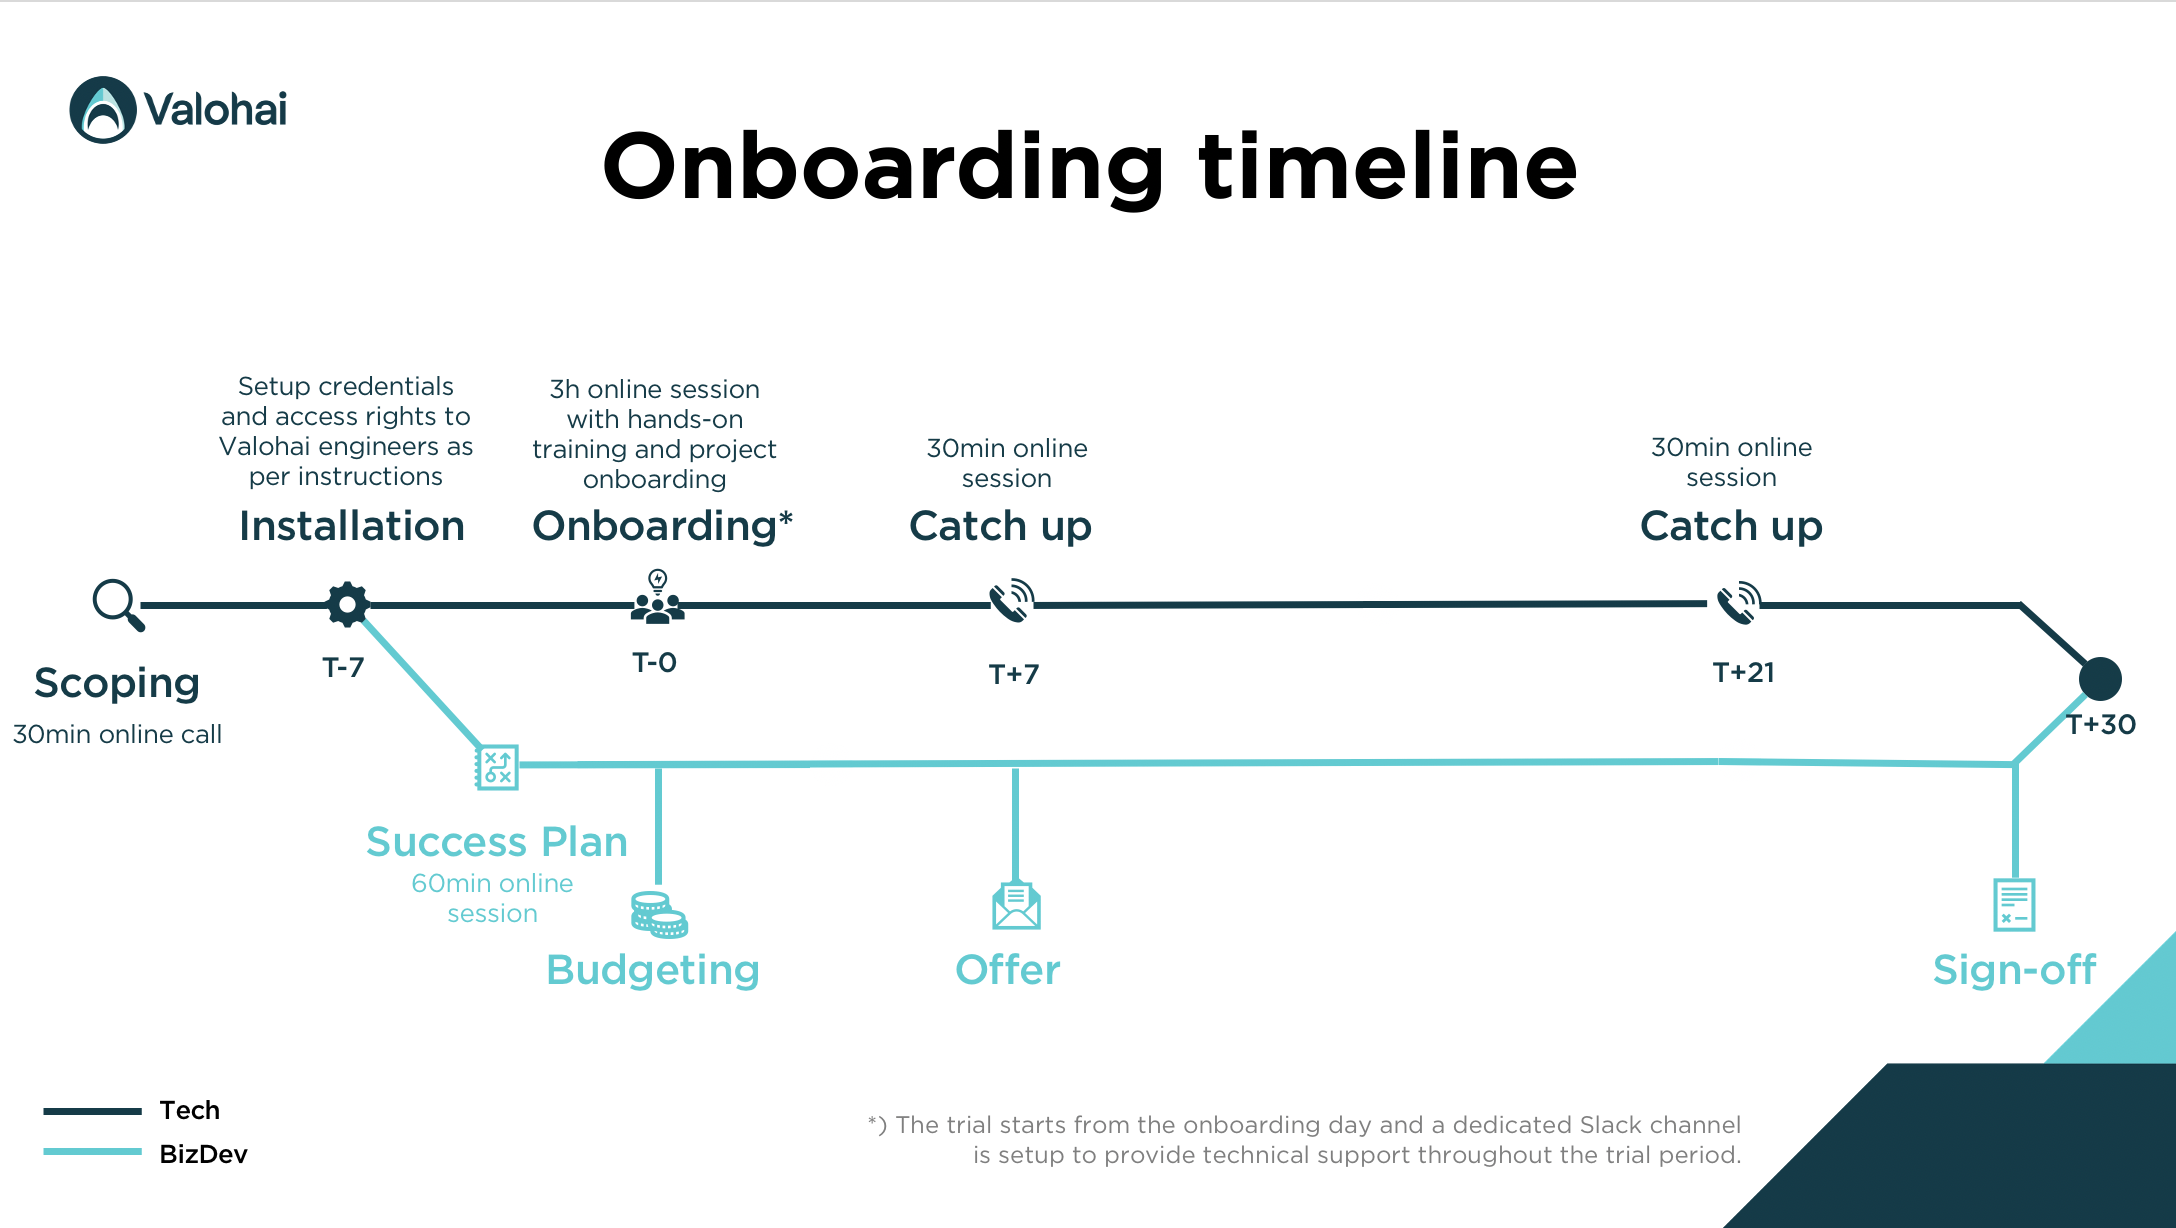 Valohai
Onboarding timeline
Setup credentials
and access rights to
Valohai engineers as
per instructions
Installation
3h online session
with hands-on
training and project
onboarding
Onboarding*
30min online
session
Catch up
30min online
session
Catch up
Scoping
30min online call
T-7
T-0
T+7
T+21
T+30
Success Plan
60min online
session
Budgeting
Offer
Sign-off
Tech
BizDev
*) The trial starts from the onboarding day and a dedicated Slack channel
is setup to provide technical support throughout the trial period.